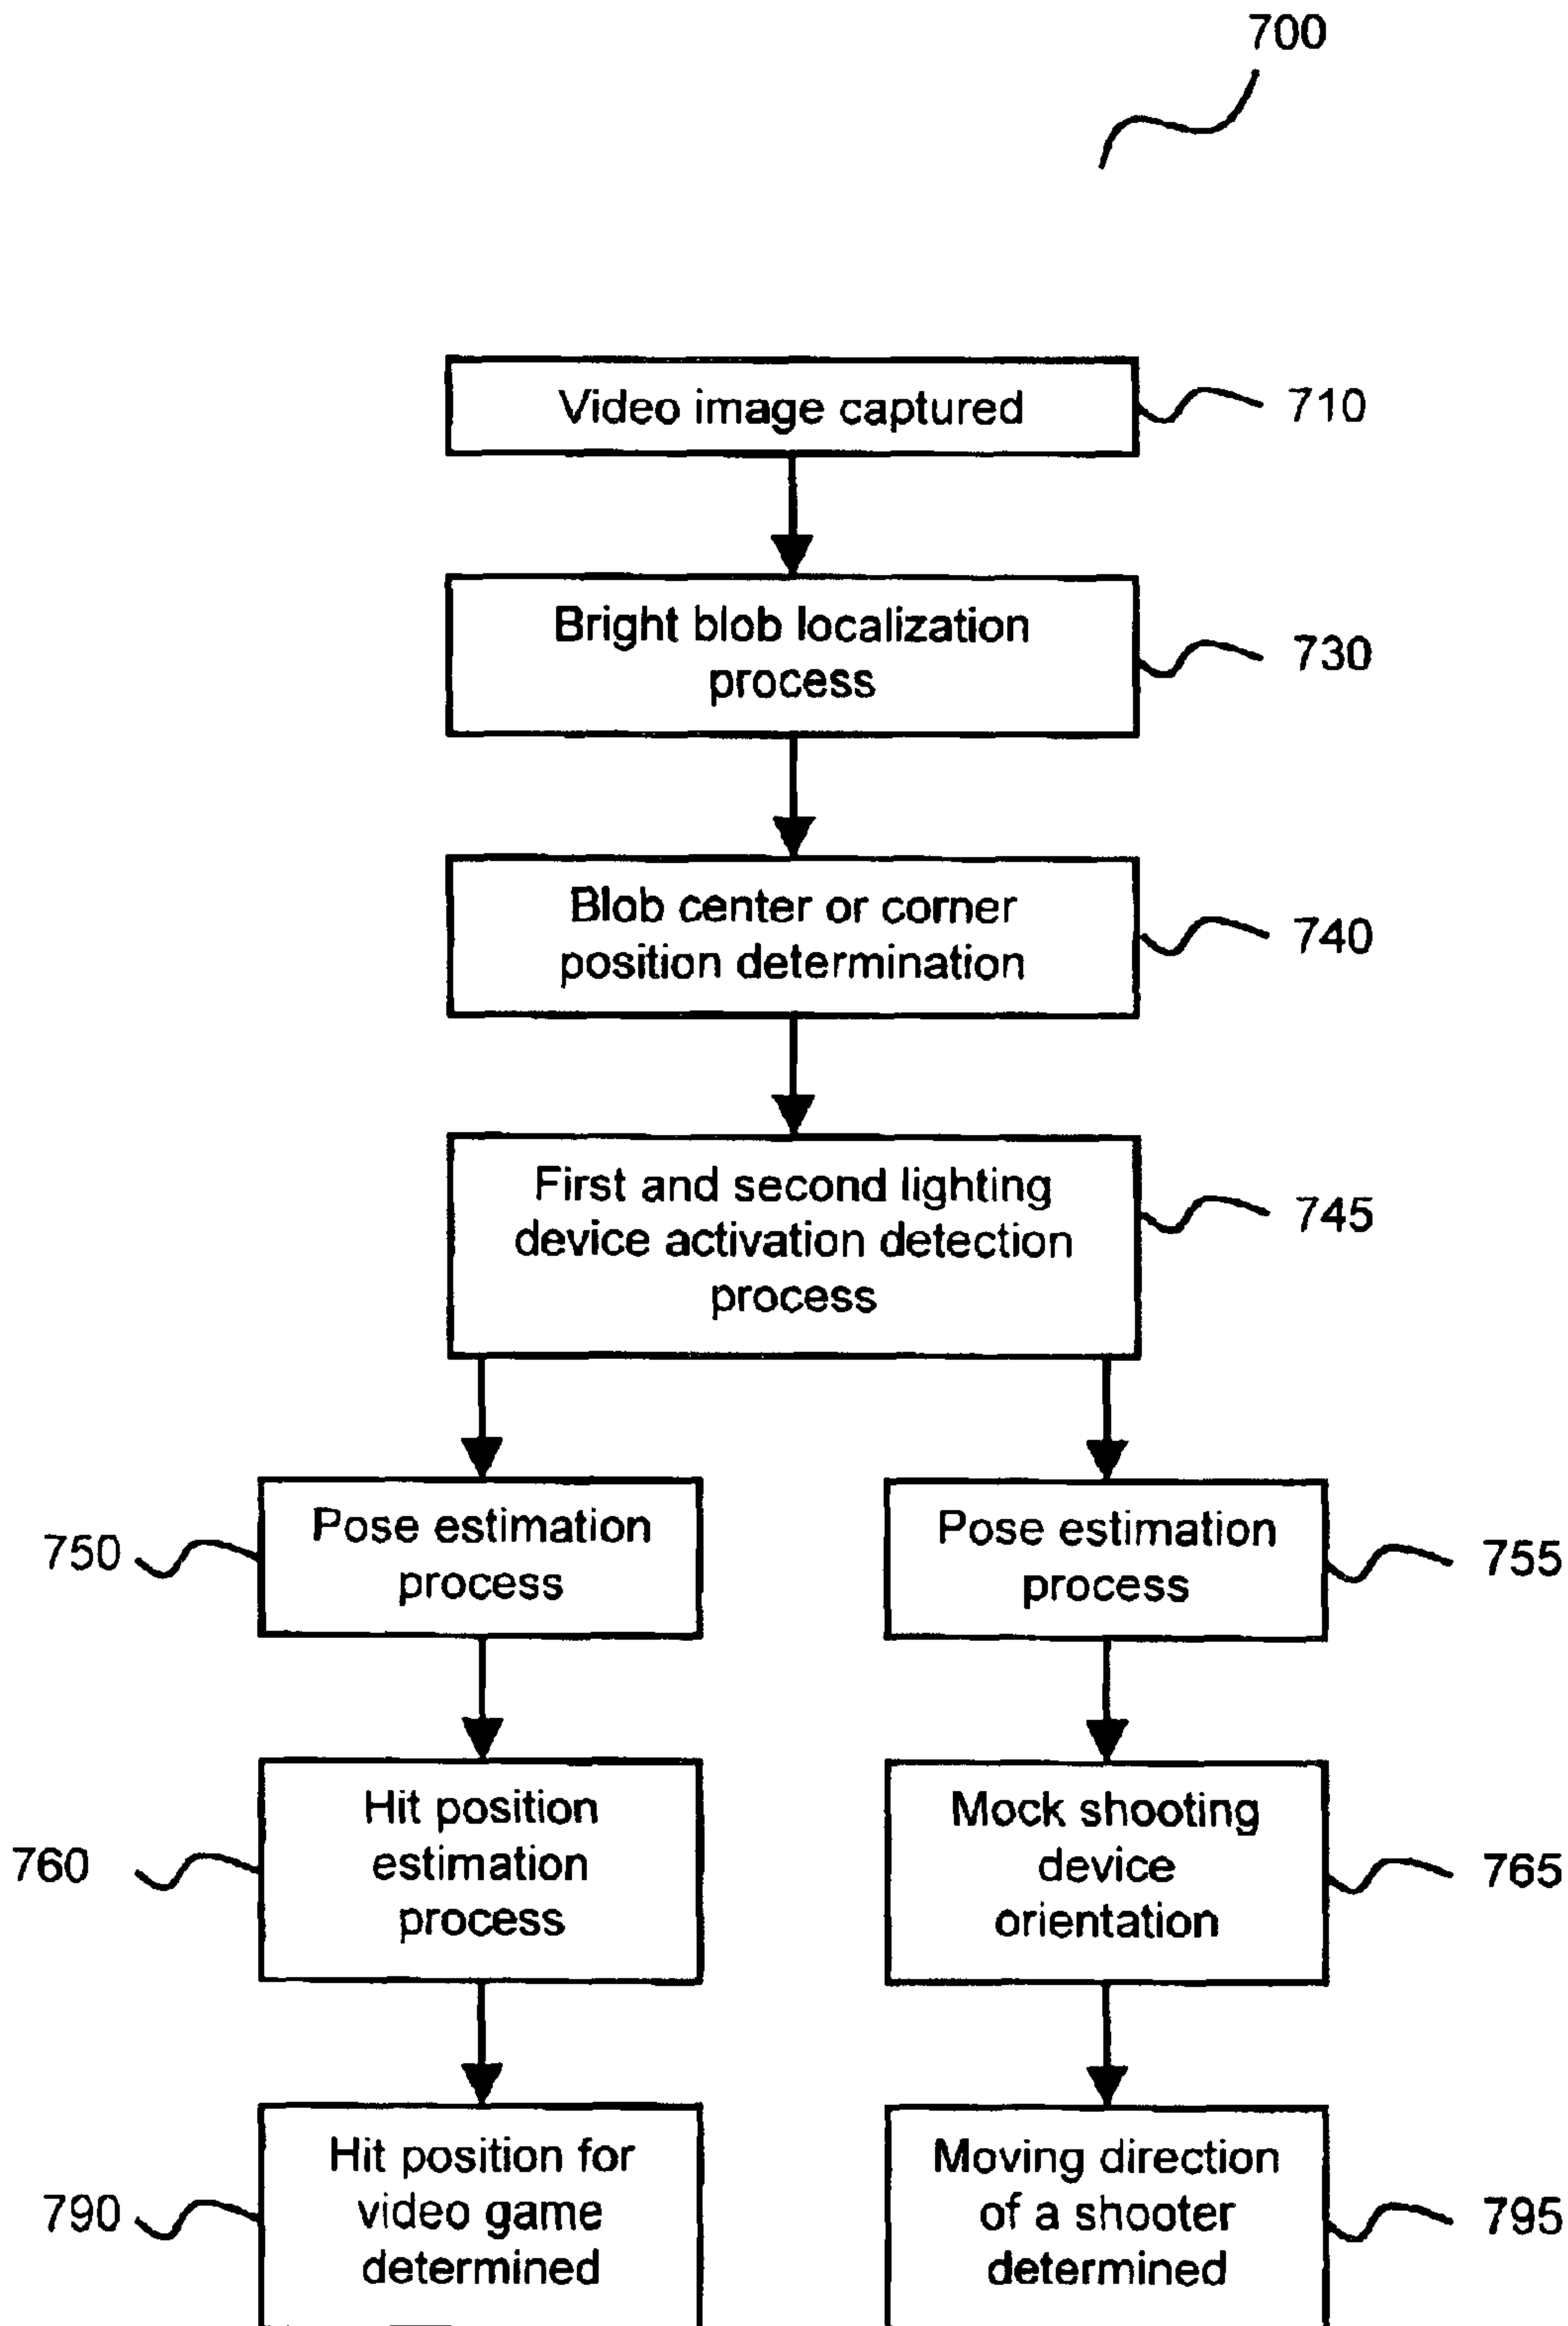 700
Video image captured
710
Bright blob localization
process
730
Blob center or corner
position determination
740
First and second lighting
device activation detection
process
745
750
Pose estimation
process
Pose estimation
process
755
760
Hit position
estimation
process
Mock shooting
device
orientation
765
790
Hit position for
video game
determined
Moving direction
of a shooter
determined
795